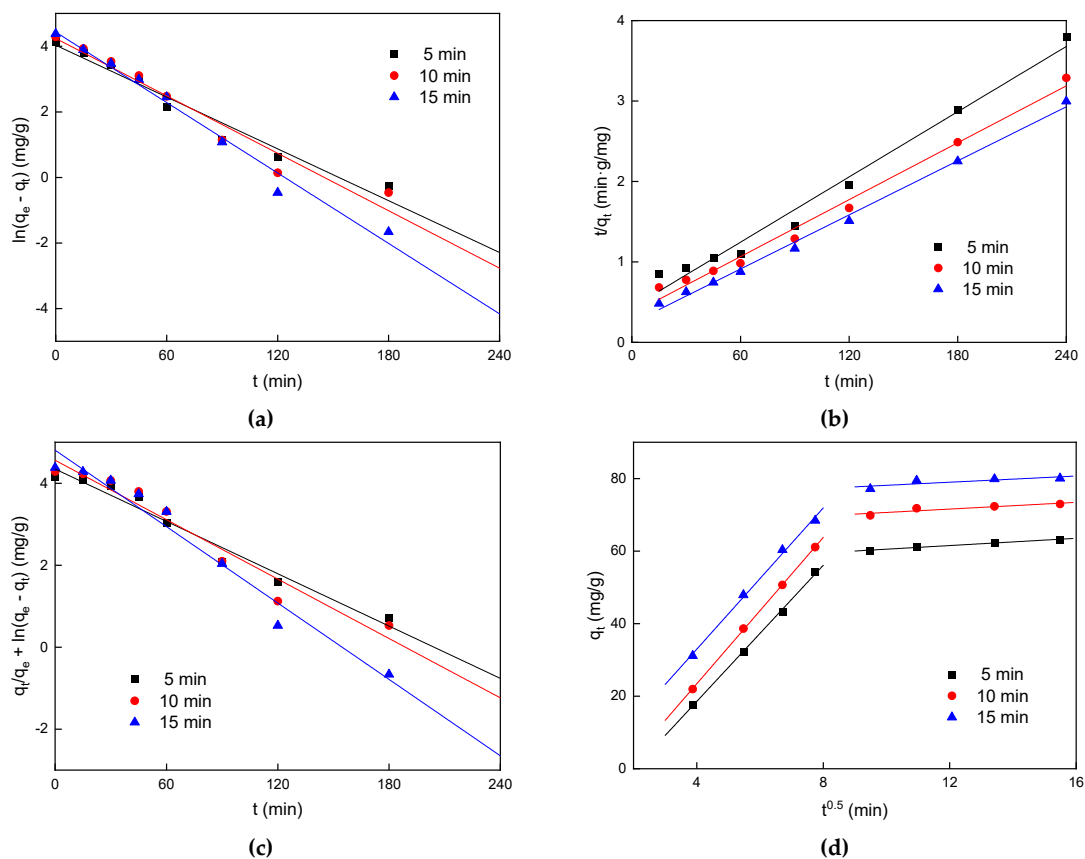 4
2
0
-2
-4
0
60
120
180
240
ln(qe - qt) (mg/g)
t (min)
5 min
10 min
15 min
(a)
4
3
2
1
0
0
60
120
180
240
t/qt (min·g/mg)
t (min)
5 min
10 min
15 min
(b)
4
2
0
-2
0
60
120
180
240
qt/qe + ln(qe - qt) (mg/g)
t (min)
5 min
10 min
15 min
(c)
80
60
40
20
0
4
8
12
16
qt (mg/g)
t0.5 (min)
5 min
10 min
15 min
(d)